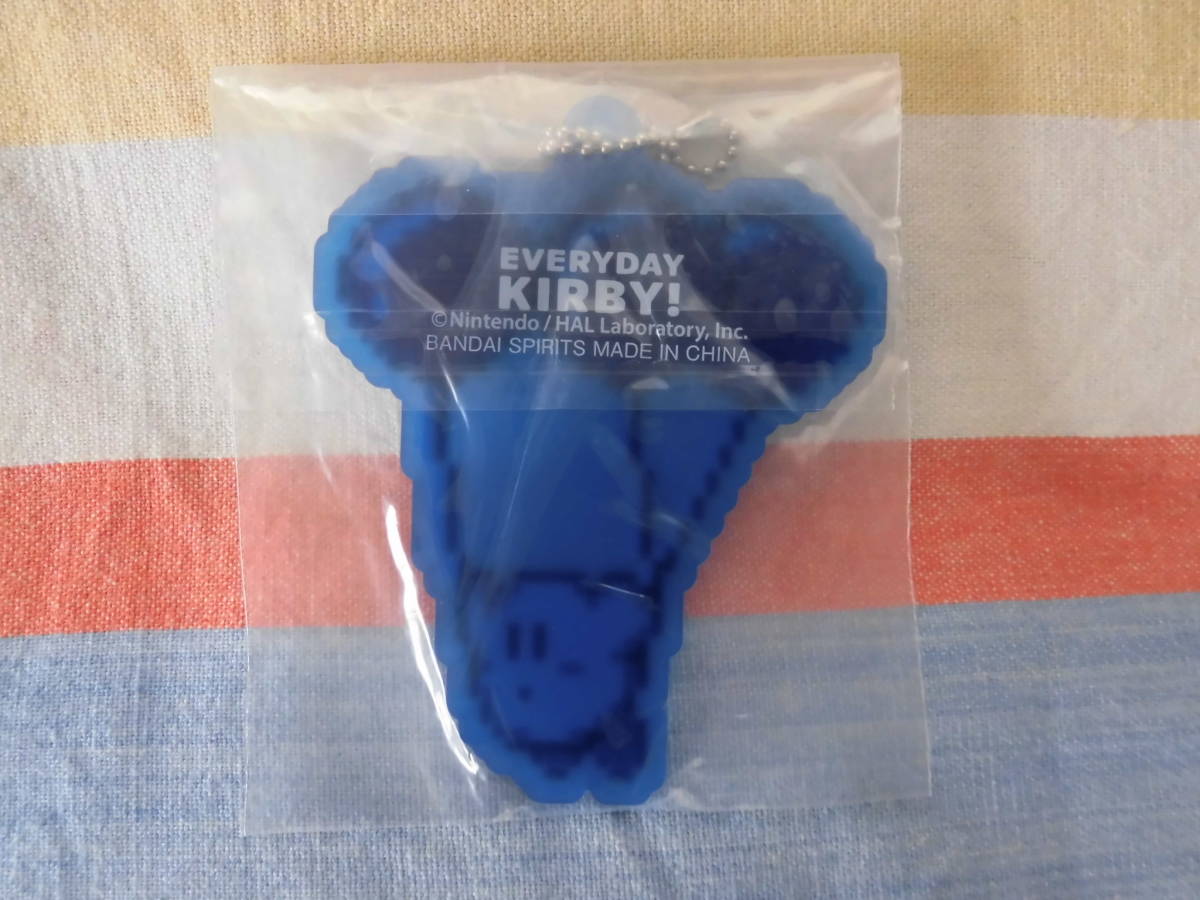 EVERYDAY
KIRBY!
©Nintendo / HAL Laboratory, Inc.
BANDAI SPIRITS MADE IN CHINA